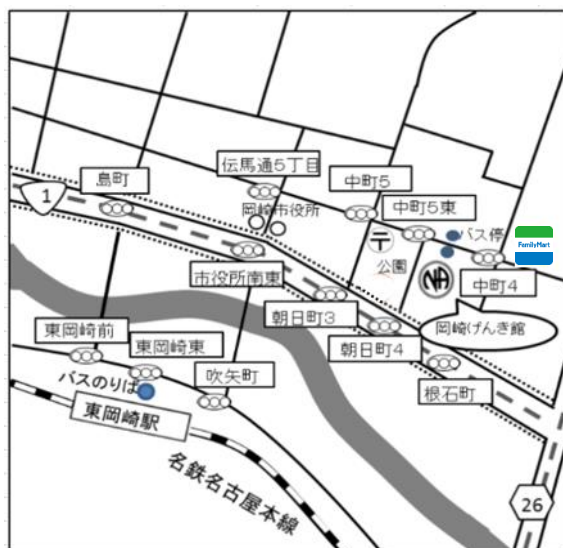 伝馬通5丁目
中町5
島町
1
岡崎市役所
中町5東
バス停
FamilyMart
公園
市役所南東
中町4
朝日町3
岡崎げんき館
東岡崎前
東岡崎東
朝日町4
吹矢町
根石町
バスのりば
東岡崎駅
名鉄名古屋本線
26